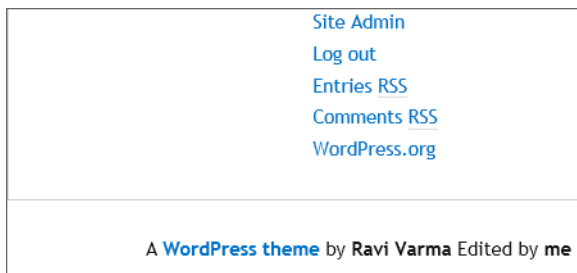 Site Admin
Log out
Entries RSS
Comments RSS
WordPress.org
A WordPress theme by Ravi Varma Edited by me